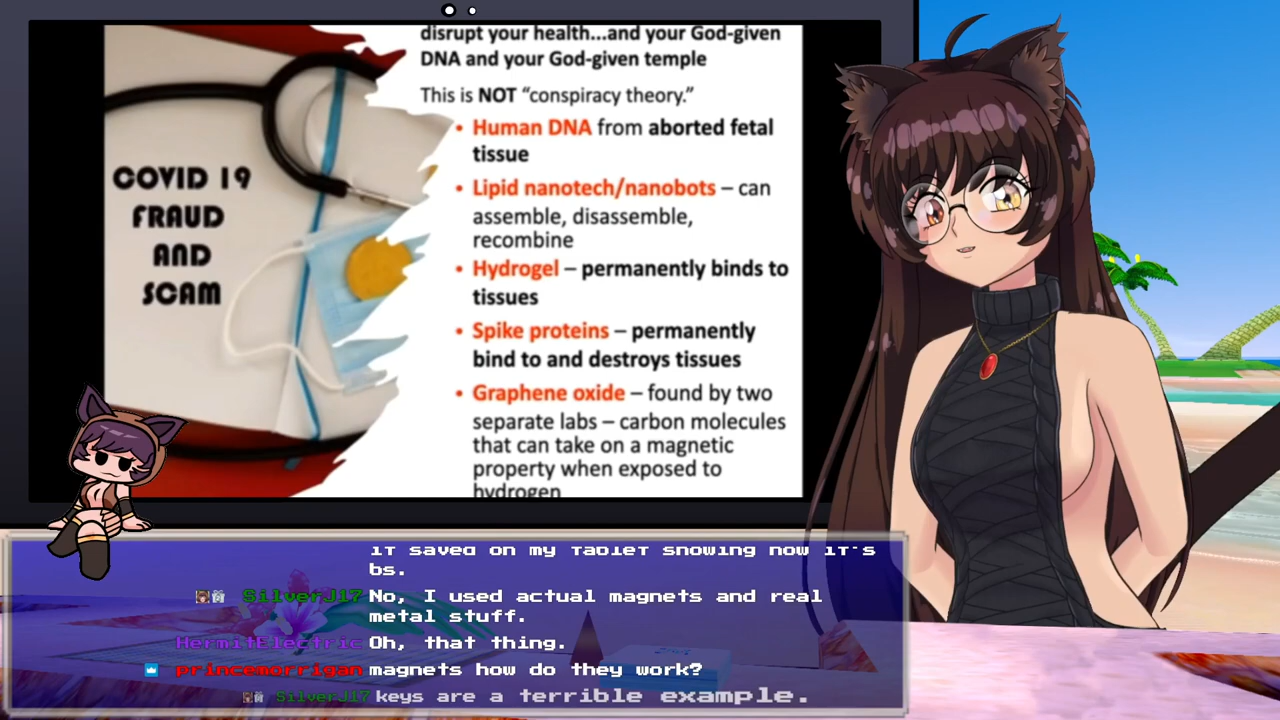 disrupt your health...and your God-given
DNA and your God-given temple
This is NOT “conspiracy theory.”
• Human DNA from aborted fetal
tissue
• Lipid nanotech/nanobots – can
assemble, disassemble,
recombine
• Hydrogel – permanently binds to
tissues
• Spike proteins – permanently
bind to and destroys tissues
• Graphene oxide – found by two
separate labs – carbon molecules
that can take on a magnetic
property when exposed to
hydrogen
COVID 19
FRAUD
AND
SCAM
it saved on my tablet showing how it's
bs.
SilverJ17 No, I used actual magnets and real
metal stuff.
HermitElectric Oh, that thing.
princemorrigan magnets how do they work?
SilverJ17 keys are a terrible example.